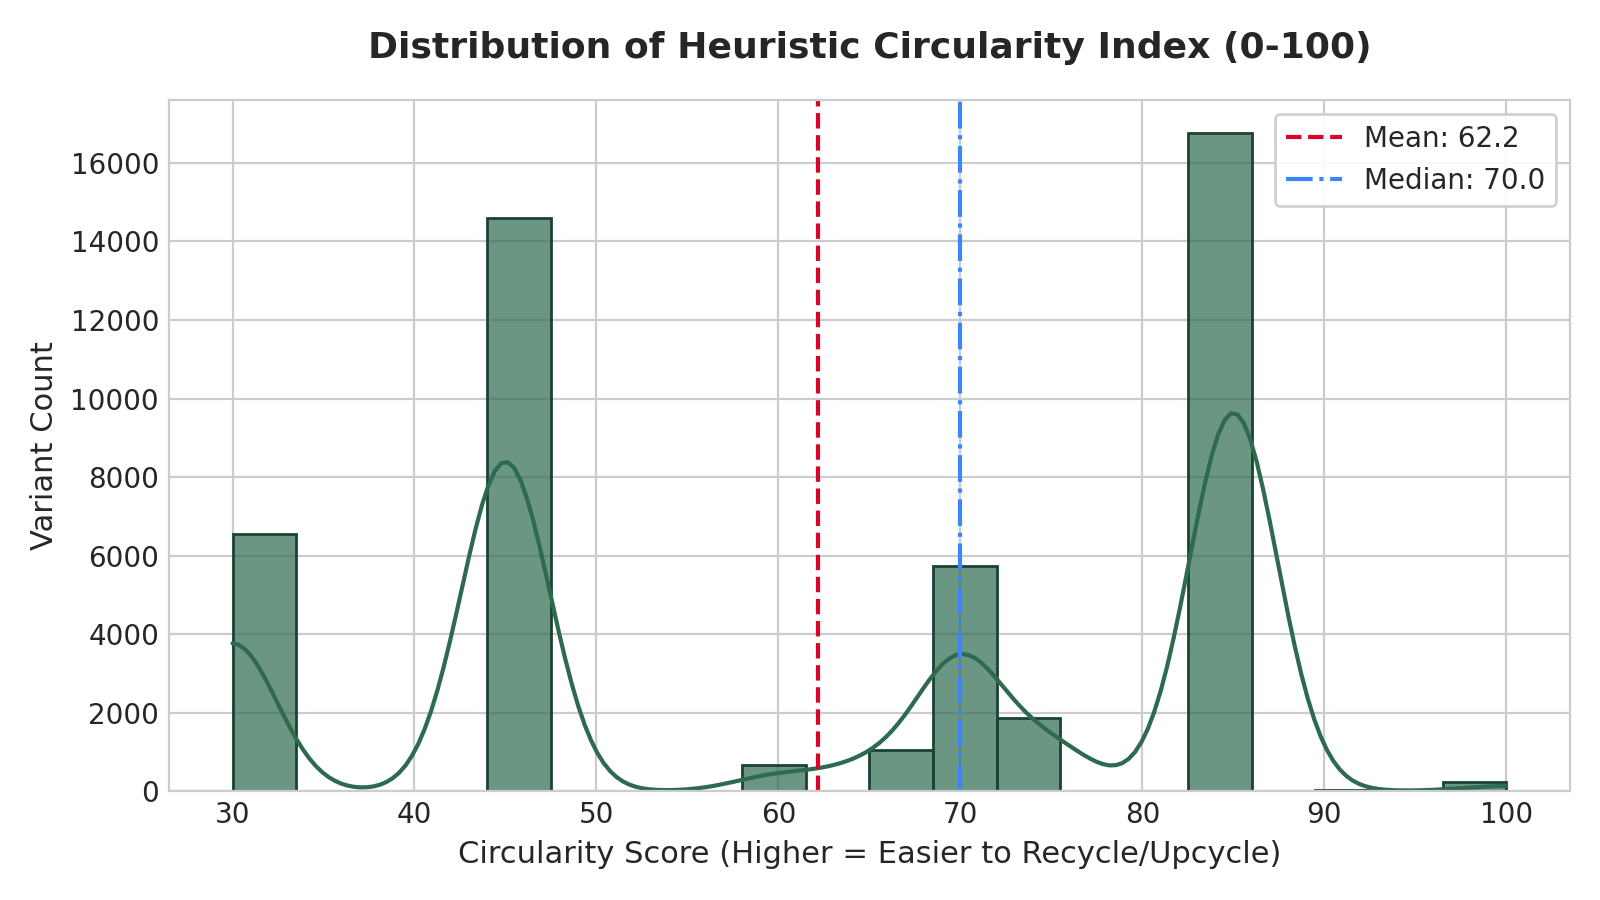 Distribution of Heuristic Circularity Index (0-100)
Mean: 62.2
Median: 70.0
Variant Count
16000
14000
12000
10000
8000
6000
4000
2000
0
30 40 50 60 70 80 90 100
Circularity Score (Higher = Easier to Recycle/Upcycle)